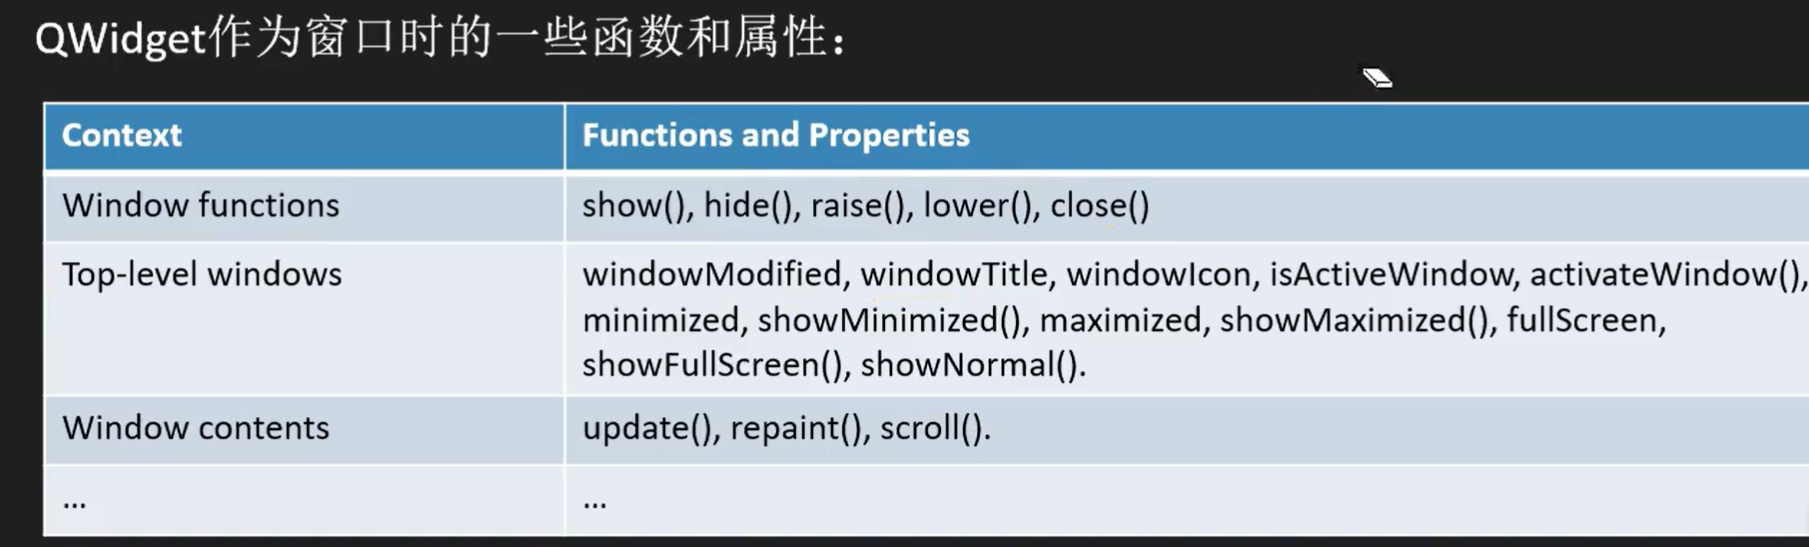 QWidget作为窗口时的一些函数和属性：
Context
Functions and Properties
Window functions
show(), hide(), raise(), lower(), close()
Top-level windows
windowModified, windowTitle, windowIcon, isActiveWindow, activateWindow(),
minimized, showMinimized(), maximized, showMaximized(), fullScreen,
showFullScreen(), showNormal().
Window contents
update(), repaint(), scroll().
...
...